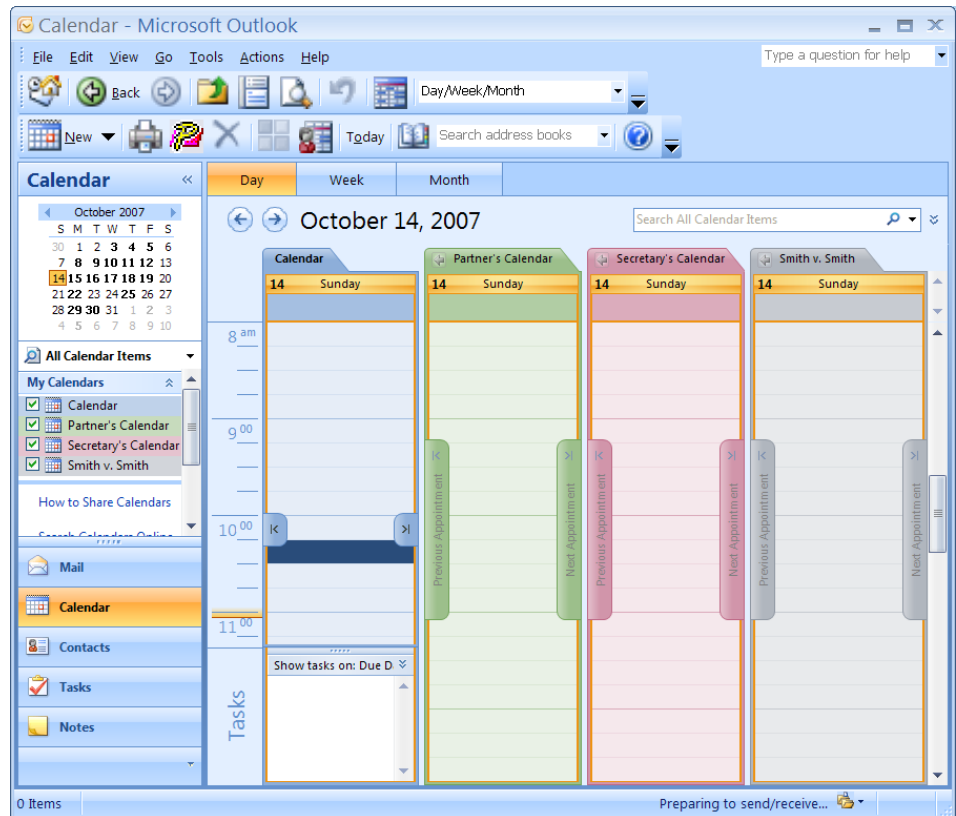 Calendar - Microsoft Outlook
File Edit View Go Tools Actions Help
Type a question for help
Back
Day/Week/Month
New
Today
Search address books
Calendar «
Day Week Month
October 2007
S M T W T F S
30 1 2 3 4 5 6
7 8 9 10 11 12 13
14 15 16 17 18 19 20
21 22 23 24 25 26 27
28 29 30 31 1 2 3
4 5 6 7 8 9 10
October 14, 2007
Search All Calendar Items
Calendar Partner's Calendar Secretary's Calendar Smith v. Smith
14 Sunday 14 Sunday 14 Sunday 14 Sunday
All Calendar Items
My Calendars
Calendar
Partner's Calendar
Secretary's Calendar
Smith v. Smith
How to Share Calendars
Search Calendars Online
Mail
Calendar
Contacts
Tasks
Notes
8 am
9 00
10 00
11 00
Previous Appointment
Next Appointment
Previous Appointment
Next Appointment
Previous Appointment
Next Appointment
Tasks
Show tasks on: Due D
0 Items
Preparing to send/receive...